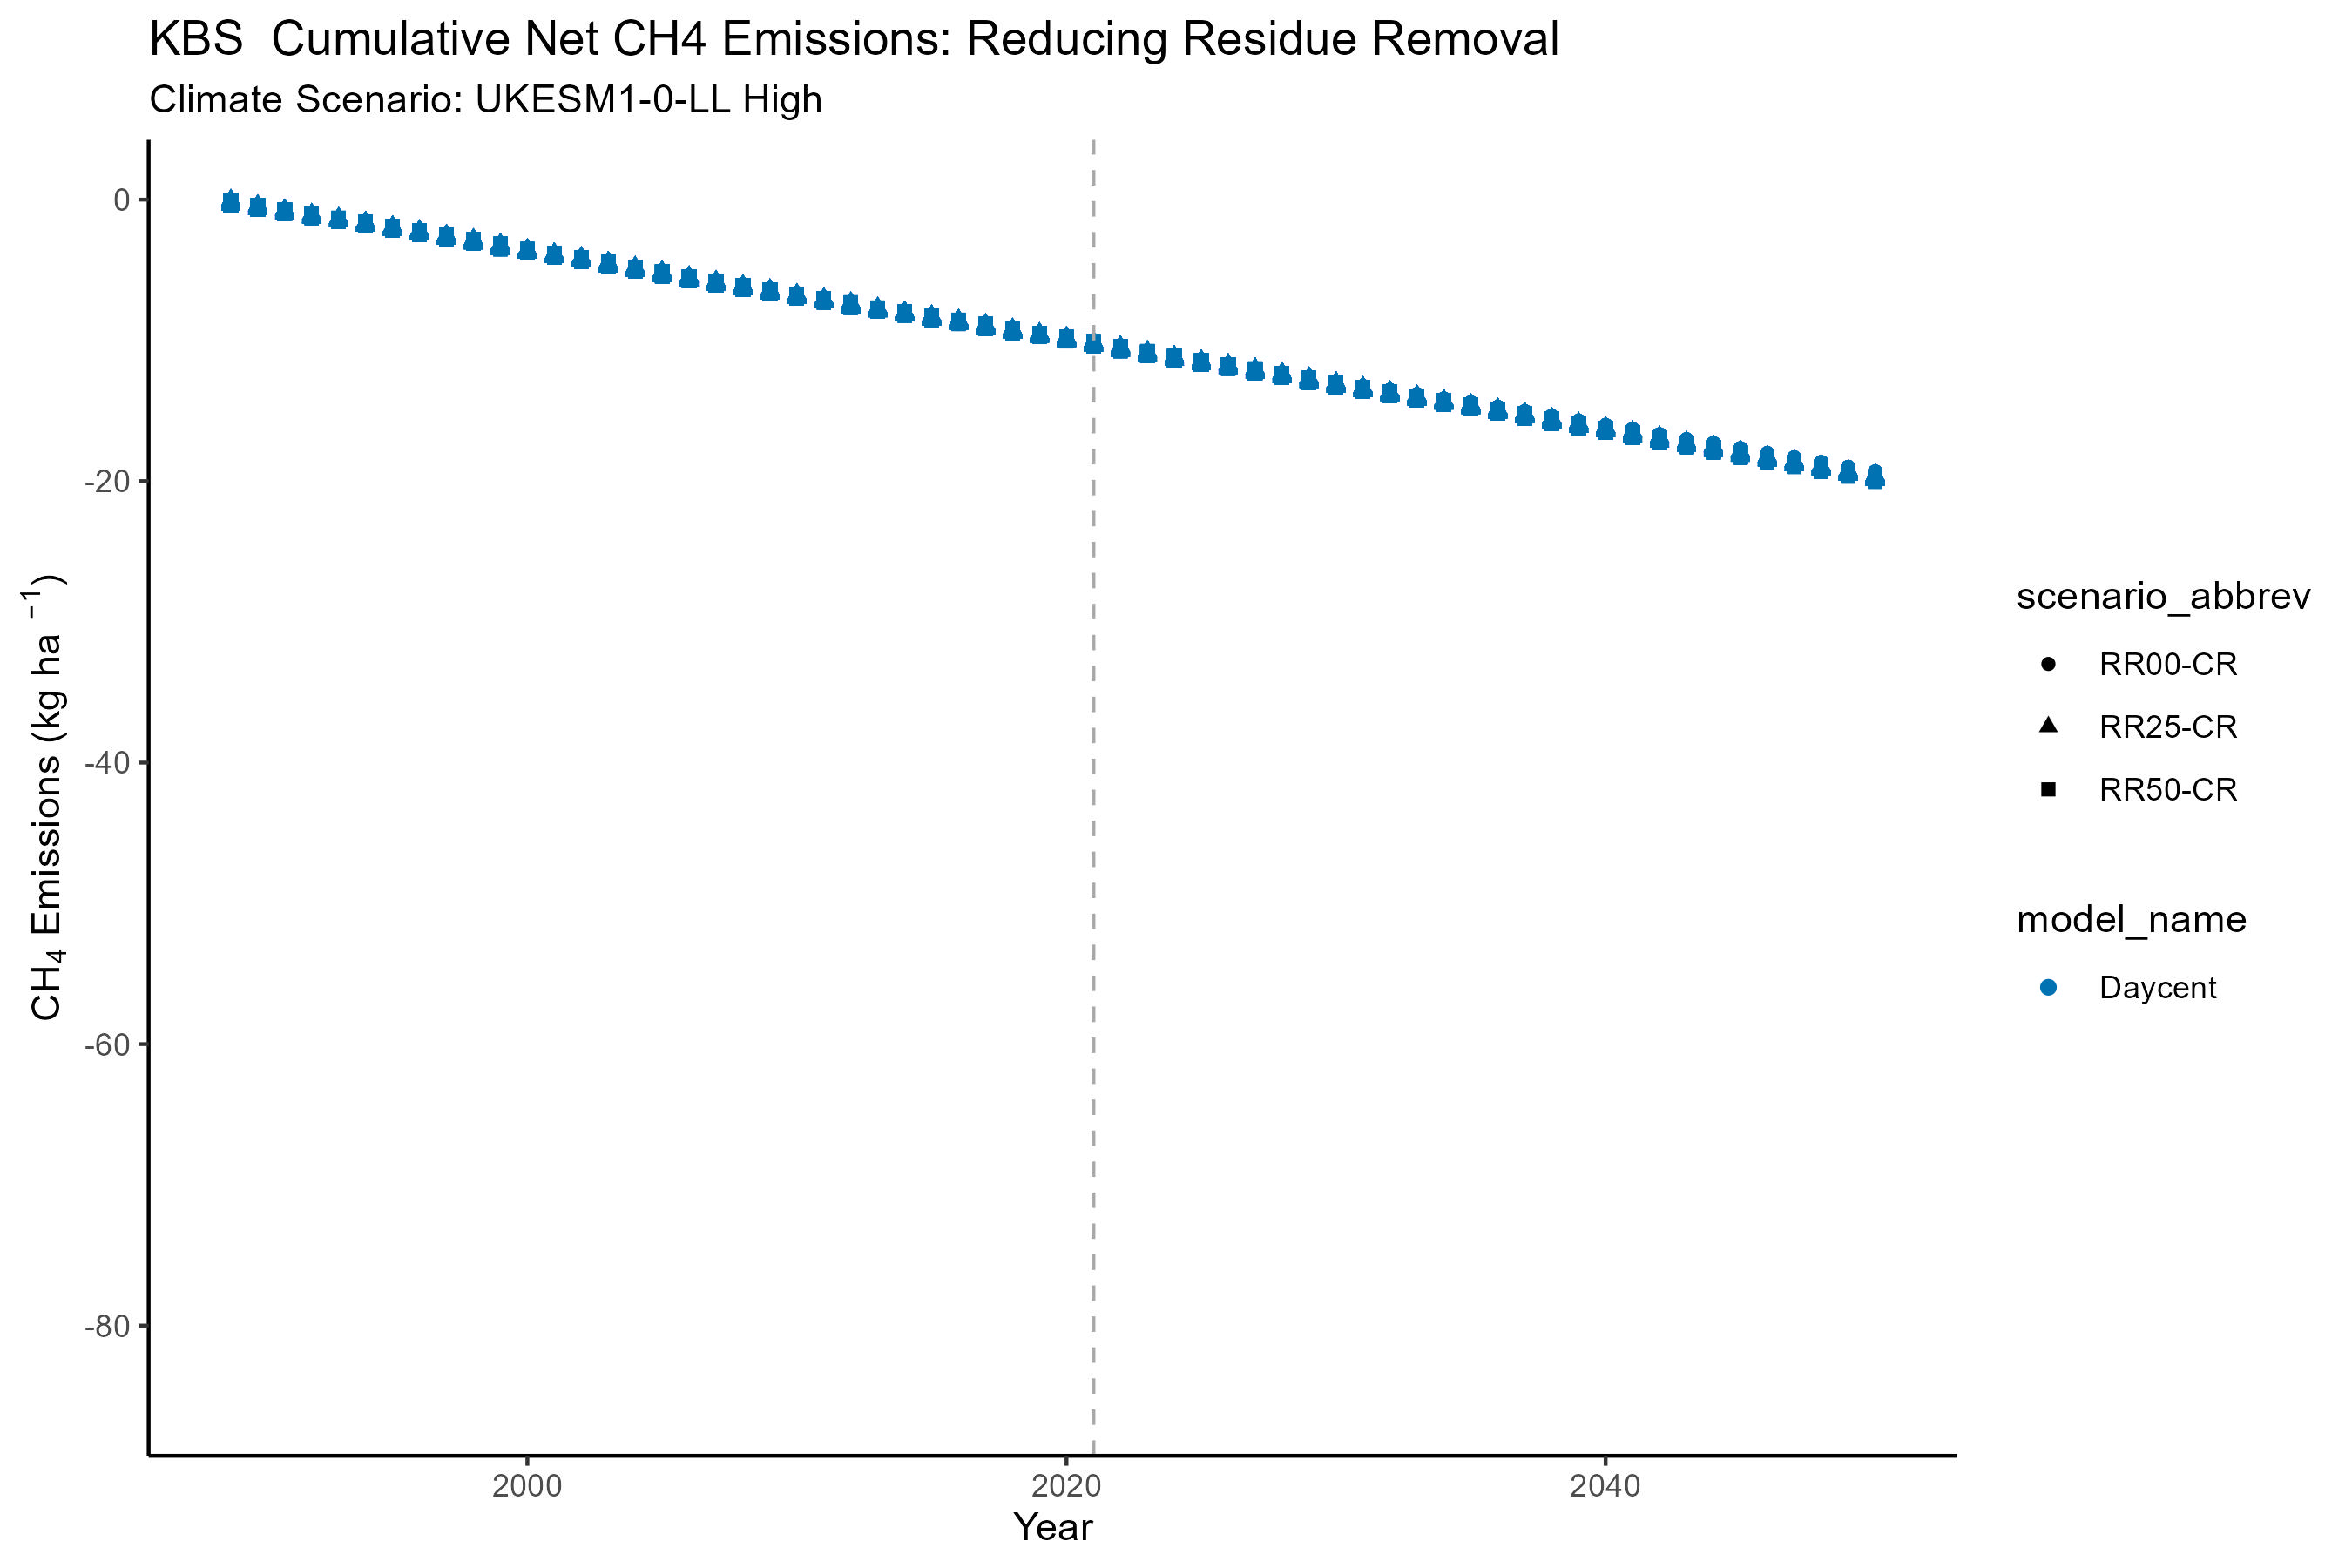 KBS  Cumulative Net CH4 Emissions: Reducing Residue Removal
Climate Scenario: UKESM1-0-LL High
CH₄ Emissions (kg ha ⁻¹)
0
-20
-40
-60
-80
2000
2020
2040
Year
scenario_abbrev
RR00-CR
RR25-CR
RR50-CR
model_name
Daycent